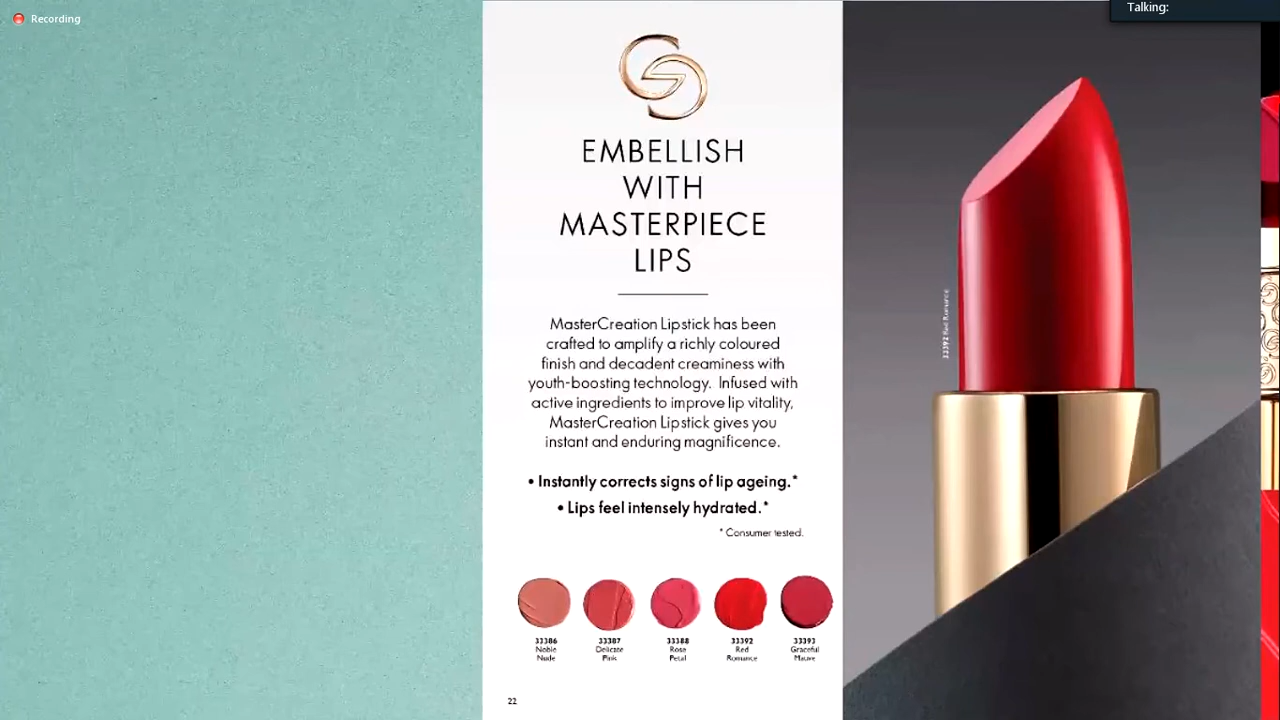 Recording
Talking:
EMBELLISH
WITH
MASTERPIECE
LIPS
MasterCreation Lipstick has been
crafted to amplify a richly coloured
finish and decadent creaminess with
youth-boosting technology. Infused with
active ingredients to improve lip vitality,
MasterCreation Lipstick gives you
instant and enduring magnificence.
• Instantly corrects signs of lip ageing.*
• Lips feel intensely hydrated.*
* Consumer tested.
33386
Noble
Nude
33387
Delicate
Pink
33388
Rose
Petal
33392
Red
Romance
33393
Graceful
Mauve
22
33392 Red Romance